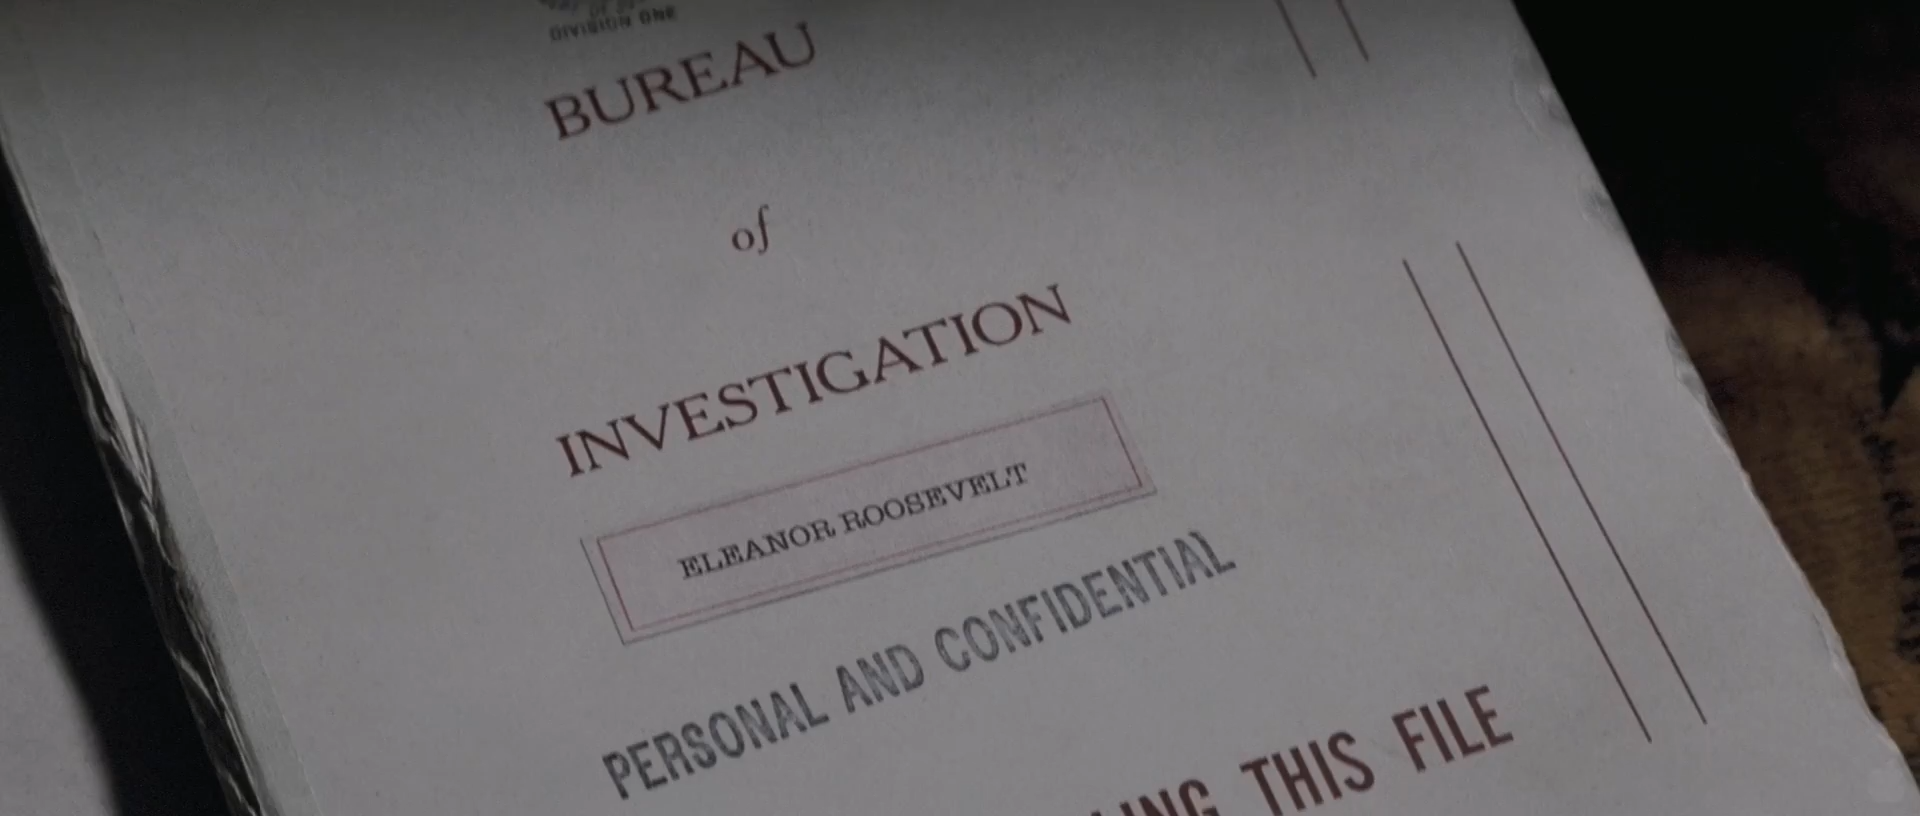 DIVISION ONE
BUREAU
of
INVESTIGATION
ELEANOR ROOSEVELT
PERSONAL AND CONFIDENTIAL
THIS FILE